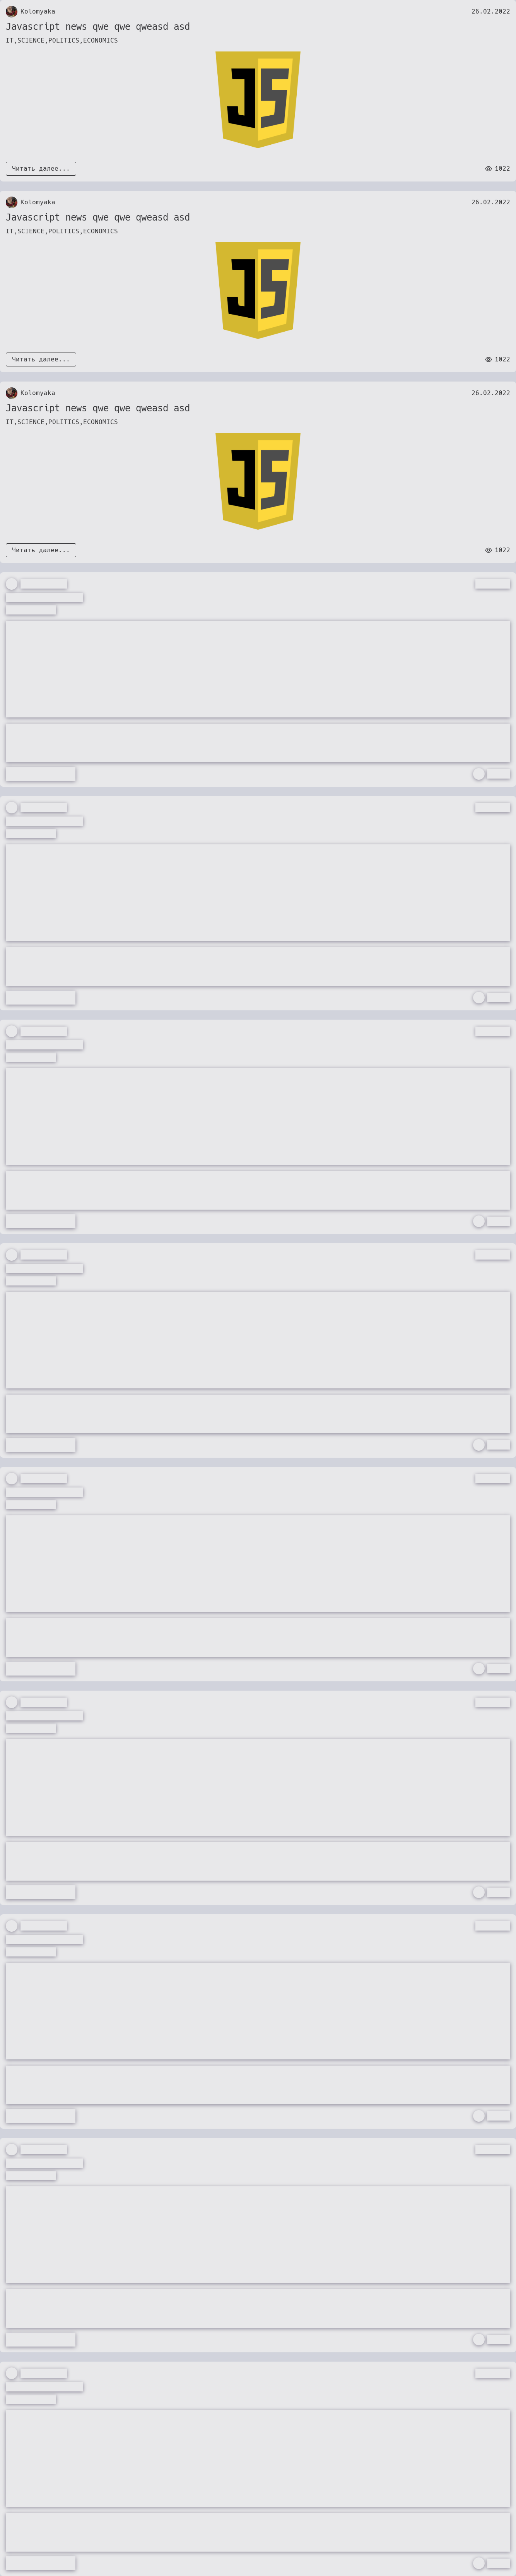 Kolomyaka 26.02.2022
Javascript news qwe qwe qweasd asd
IT,SCIENCE,POLITICS,ECONOMICS
JS
Читать далее... 1022
Kolomyaka 26.02.2022
Javascript news qwe qwe qweasd asd
IT,SCIENCE,POLITICS,ECONOMICS
JS
Читать далее... 1022
Kolomyaka 26.02.2022
Javascript news qwe qwe qweasd asd
IT,SCIENCE,POLITICS,ECONOMICS
JS
Читать далее... 1022